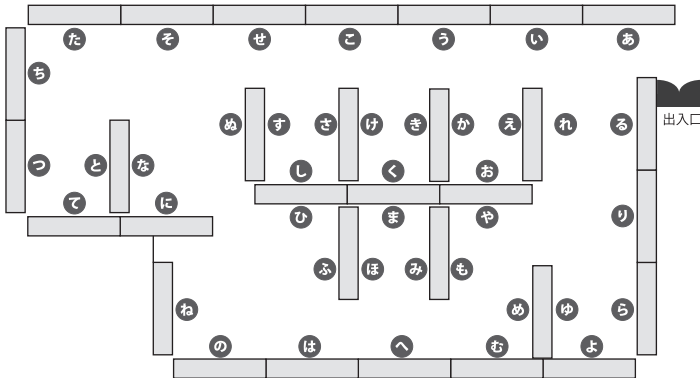 た そ せ こ う い あ
ち
ぬ す さ け き か え れ る
出入口
つ と な
し く お
て に
ひ ま や り
ふ ほ み も
ね め ゆ ら
の は へ む よ